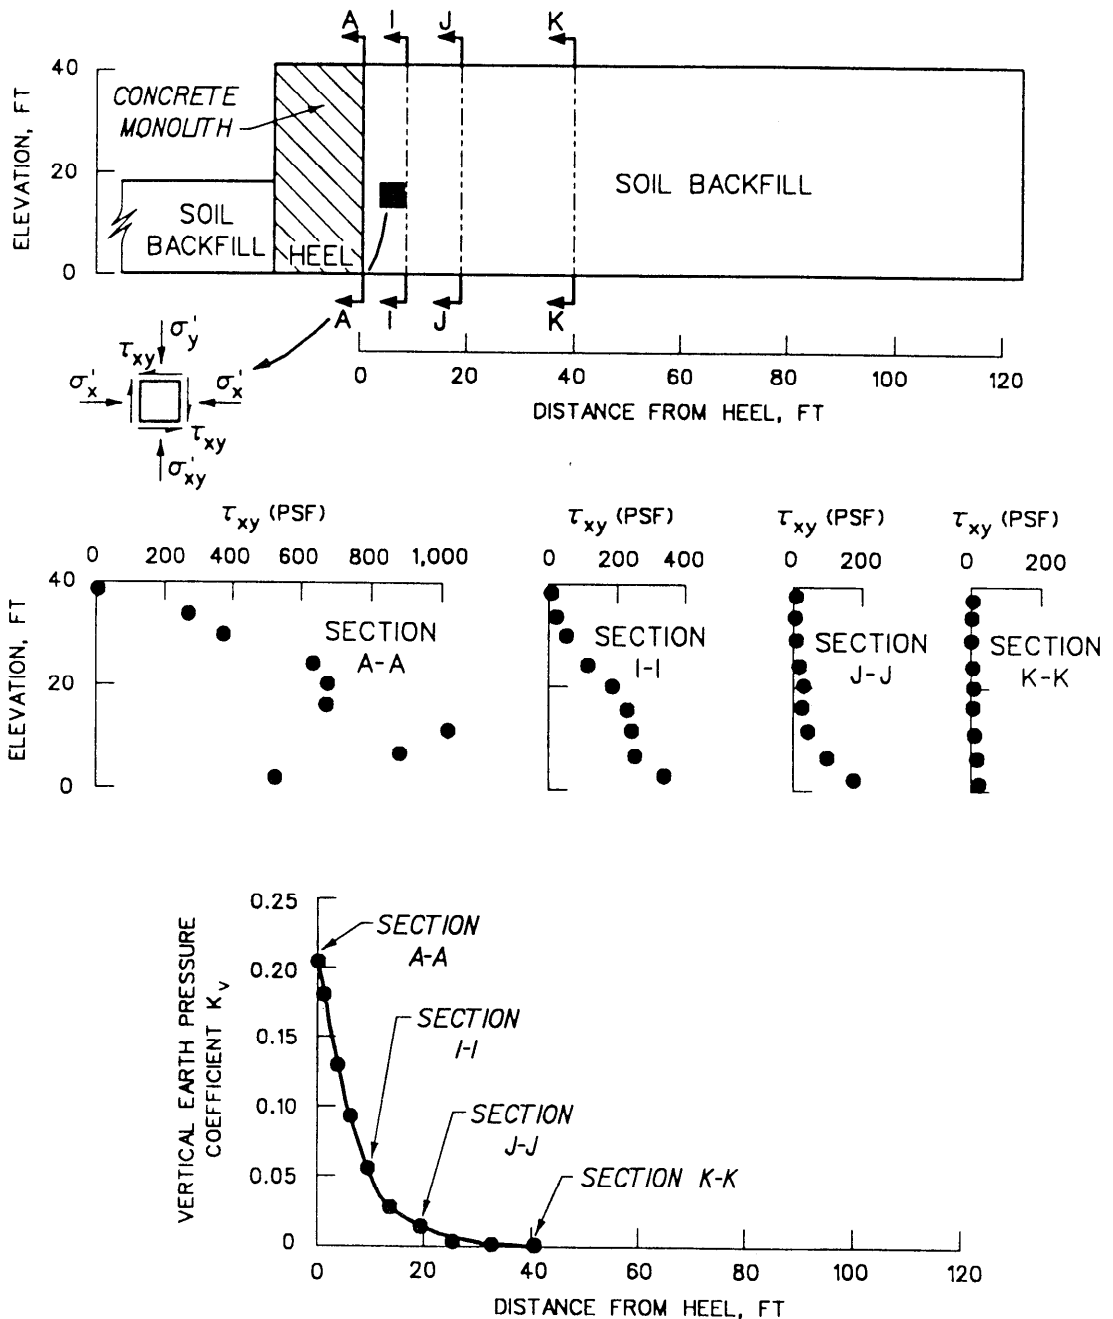 A I J K
ELEVATION, FT
40
20
0
CONCRETE
MONOLITH
SOIL
BACKFILL
HEEL
SOIL BACKFILL
A I J K
0 20 40 60 80 100 120
DISTANCE FROM HEEL, FT
σ'y
τxy
σ'x
σ'x
τxy
σ'xy
τxy (PSF)
0 200 400 600 800 1,000
ELEVATION, FT
40
20
0
SECTION
A-A
τxy (PSF)
0 200 400
SECTION
I-I
τxy (PSF)
0 200
SECTION
J-J
τxy (PSF)
0 200
SECTION
K-K
VERTICAL EARTH PRESSURE
COEFFICIENT Kv
0.25
0.20
0.15
0.10
0.05
0
SECTION
A-A
SECTION
I-I
SECTION
J-J
SECTION K-K
0 20 40 60 80 100 120
DISTANCE FROM HEEL, FT